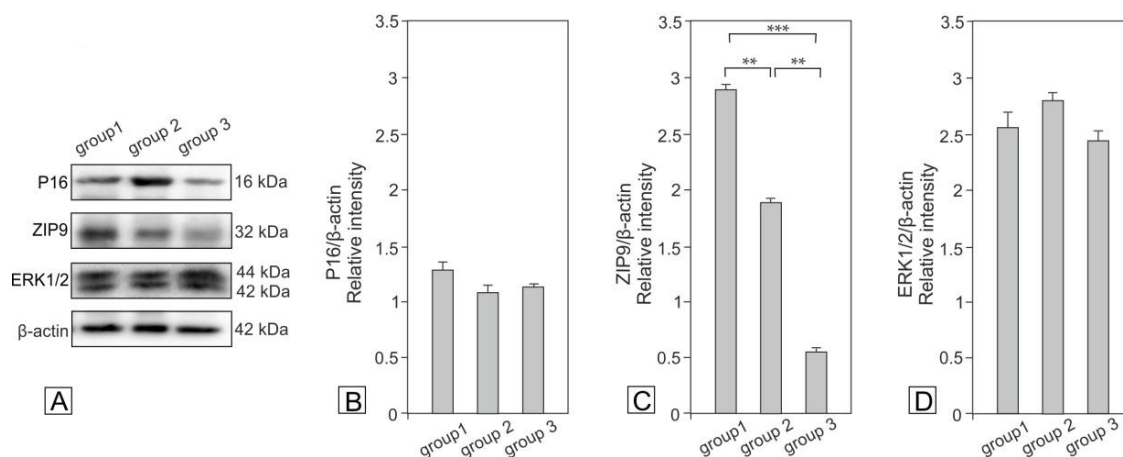 group1 group 2 group 3
P16 16 kDa
ZIP9 32 kDa
ERK1/2 44 kDa
42 kDa
β-actin 42 kDa
A
P16/β-actin
Relative intensity
3.5
3
2.5
2
1.5
1
0.5
0
group1 group 2 group 3
B
ZIP9/β-actin
Relative intensity
3.5
3
2.5
2
1.5
1
0.5
0
***
** **
group1 group 2 group 3
C
ERK1/2/β-actin
Relative intensity
3.5
3
2.5
2
1.5
1
0.5
0
group1 group 2 group 3
D